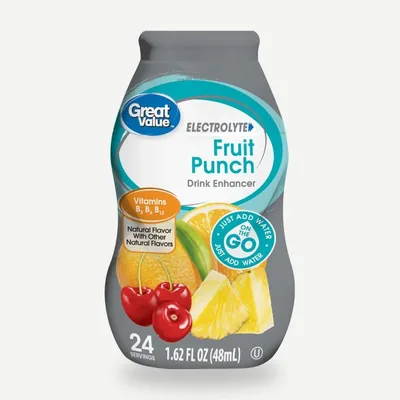 Great
Value™
ELECTROLYTE
Fruit
Punch
Drink Enhancer
Vitamins
B3 B6 B12
Natural Flavor
With Other
Natural Flavors
JUST ADD WATER
ON
THE
GO
JUST ADD WATER
24
SERVINGS
1.62 FL OZ (48mL)
U